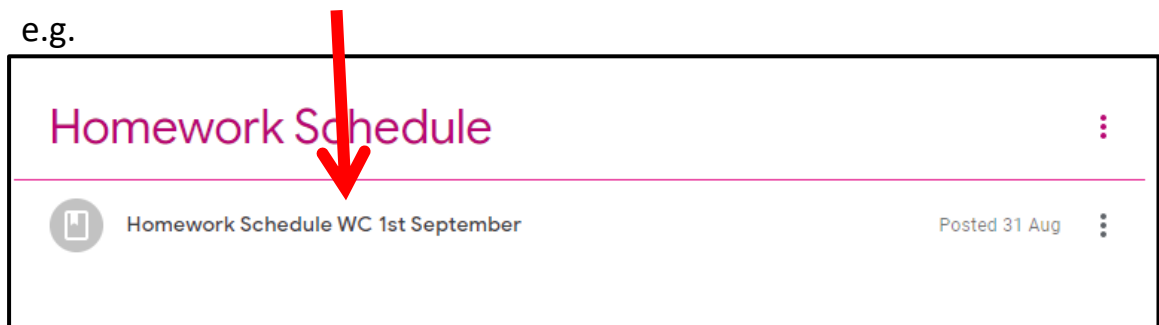 e.g.
Homework Schedule
Homework Schedule WC 1st September Posted 31 Aug